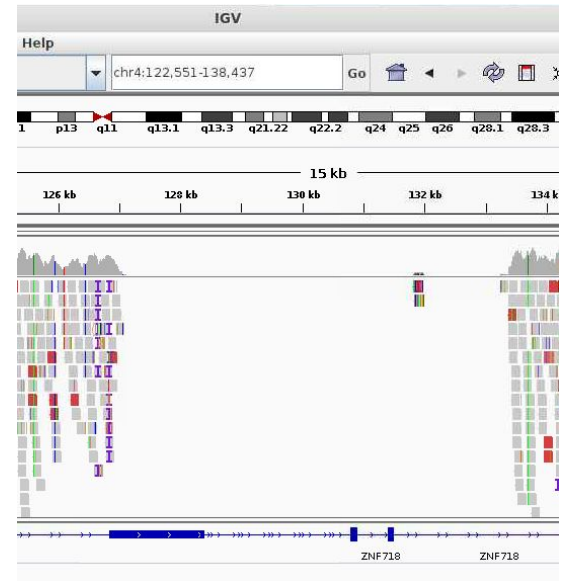 IGV
Help
chr4:122,551-138,437 Go
1 p13 q11 q13.1 q13.3 q21.22 q22.2 q24 q25 q26 q28.1 q28.3
15 kb
126 kb 128 kb 130 kb 132 kb 134 k
ZNF718 ZNF718